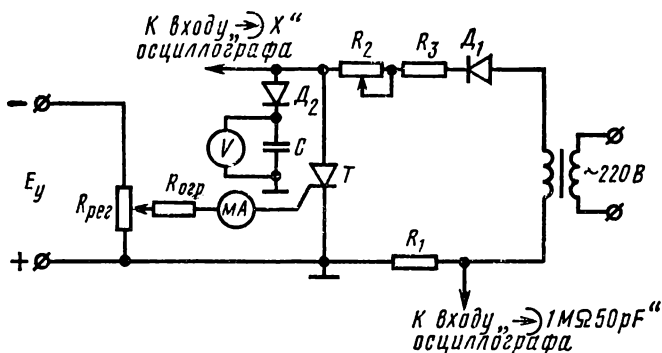 К входу „→) X“
осциллографа
R2
R3
Д1
Д2
V
C
T
−
Eу
Rрег
Rогр
мА
~220В
+
R1
К входу „→) 1MΩ50pF“
осциллографа